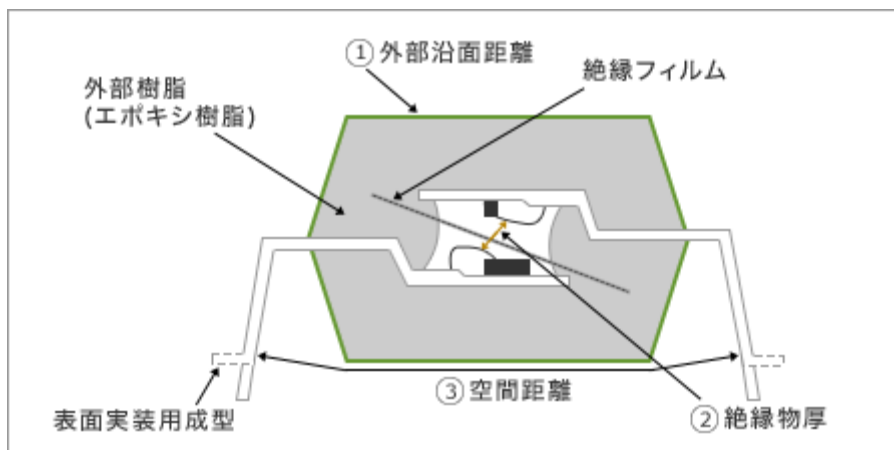 ①外部沿面距離
絶縁フィルム
外部樹脂
(エポキシ樹脂)
③空間距離
表面実装用成型
②絶縁物厚